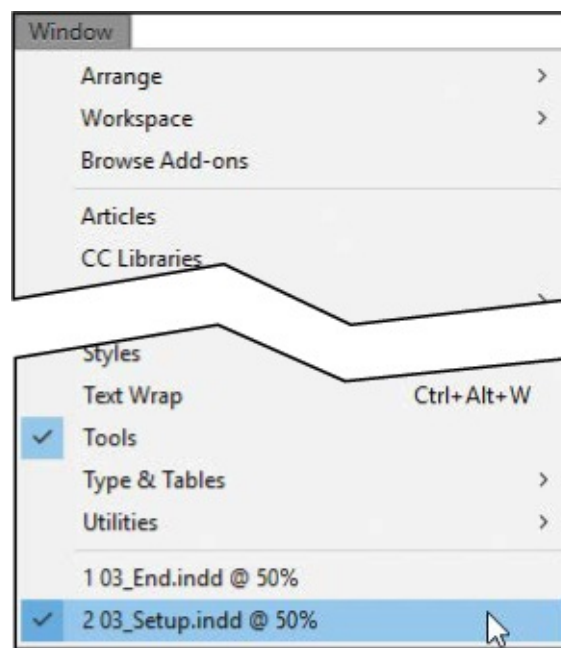 Window
Arrange
Workspace
Browse Add-ons
Articles
CC Libraries
Styles
Text Wrap Ctrl+Alt+W
Tools
Type & Tables
Utilities
1 03_End.indd @ 50%
2 03_Setup.indd @ 50%